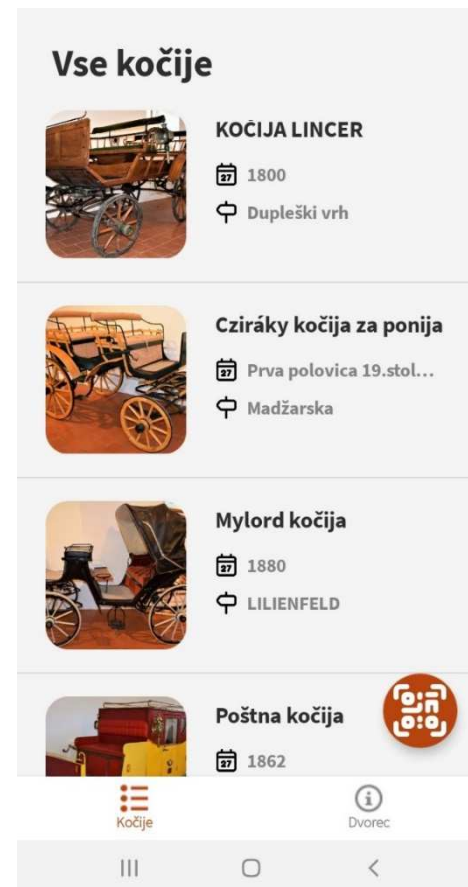 Vse kočije
KOČIJA LINCER
1800
Dupleški vrh
Cziráky kočija za ponija
Prva polovica 19.stol...
Madžarska
Mylord kočija
1880
LILIENFELD
Poštna kočija
1862
Kočije
Dvorec